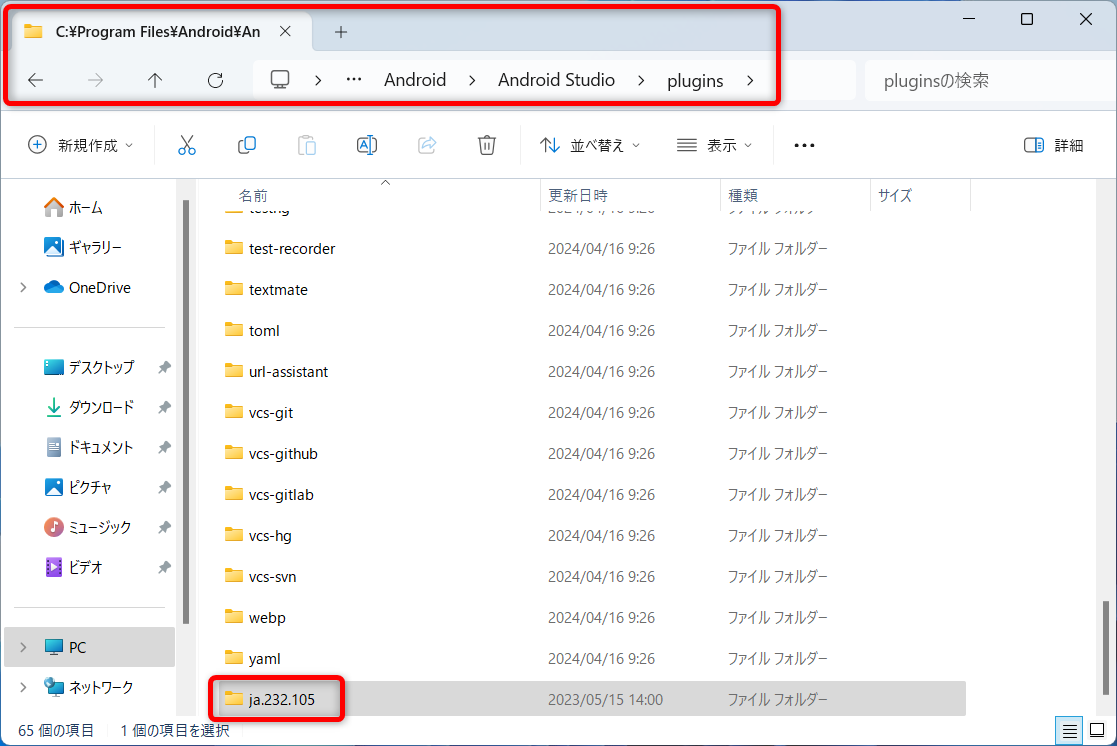 C:¥Program Files¥Android¥An
Android
Android Studio
plugins
pluginsの検索
新規作成
並べ替え
表示
詳細
ホーム
ギャラリー
OneDrive
デスクトップ
ダウンロード
ドキュメント
ピクチャ
ミュージック
ビデオ
PC
ネットワーク
名前 更新日時 種類 サイズ
testng 2024/04/16 9:26 ファイル フォルダー
test-recorder 2024/04/16 9:26 ファイル フォルダー
textmate 2024/04/16 9:26 ファイル フォルダー
toml 2024/04/16 9:26 ファイル フォルダー
url-assistant 2024/04/16 9:26 ファイル フォルダー
vcs-git 2024/04/16 9:26 ファイル フォルダー
vcs-github 2024/04/16 9:26 ファイル フォルダー
vcs-gitlab 2024/04/16 9:26 ファイル フォルダー
vcs-hg 2024/04/16 9:26 ファイル フォルダー
vcs-svn 2024/04/16 9:26 ファイル フォルダー
webp 2024/04/16 9:26 ファイル フォルダー
yaml 2024/04/16 9:26 ファイル フォルダー
ja.232.105 2023/05/15 14:00 ファイル フォルダー
65 個の項目 1 個の項目を選択